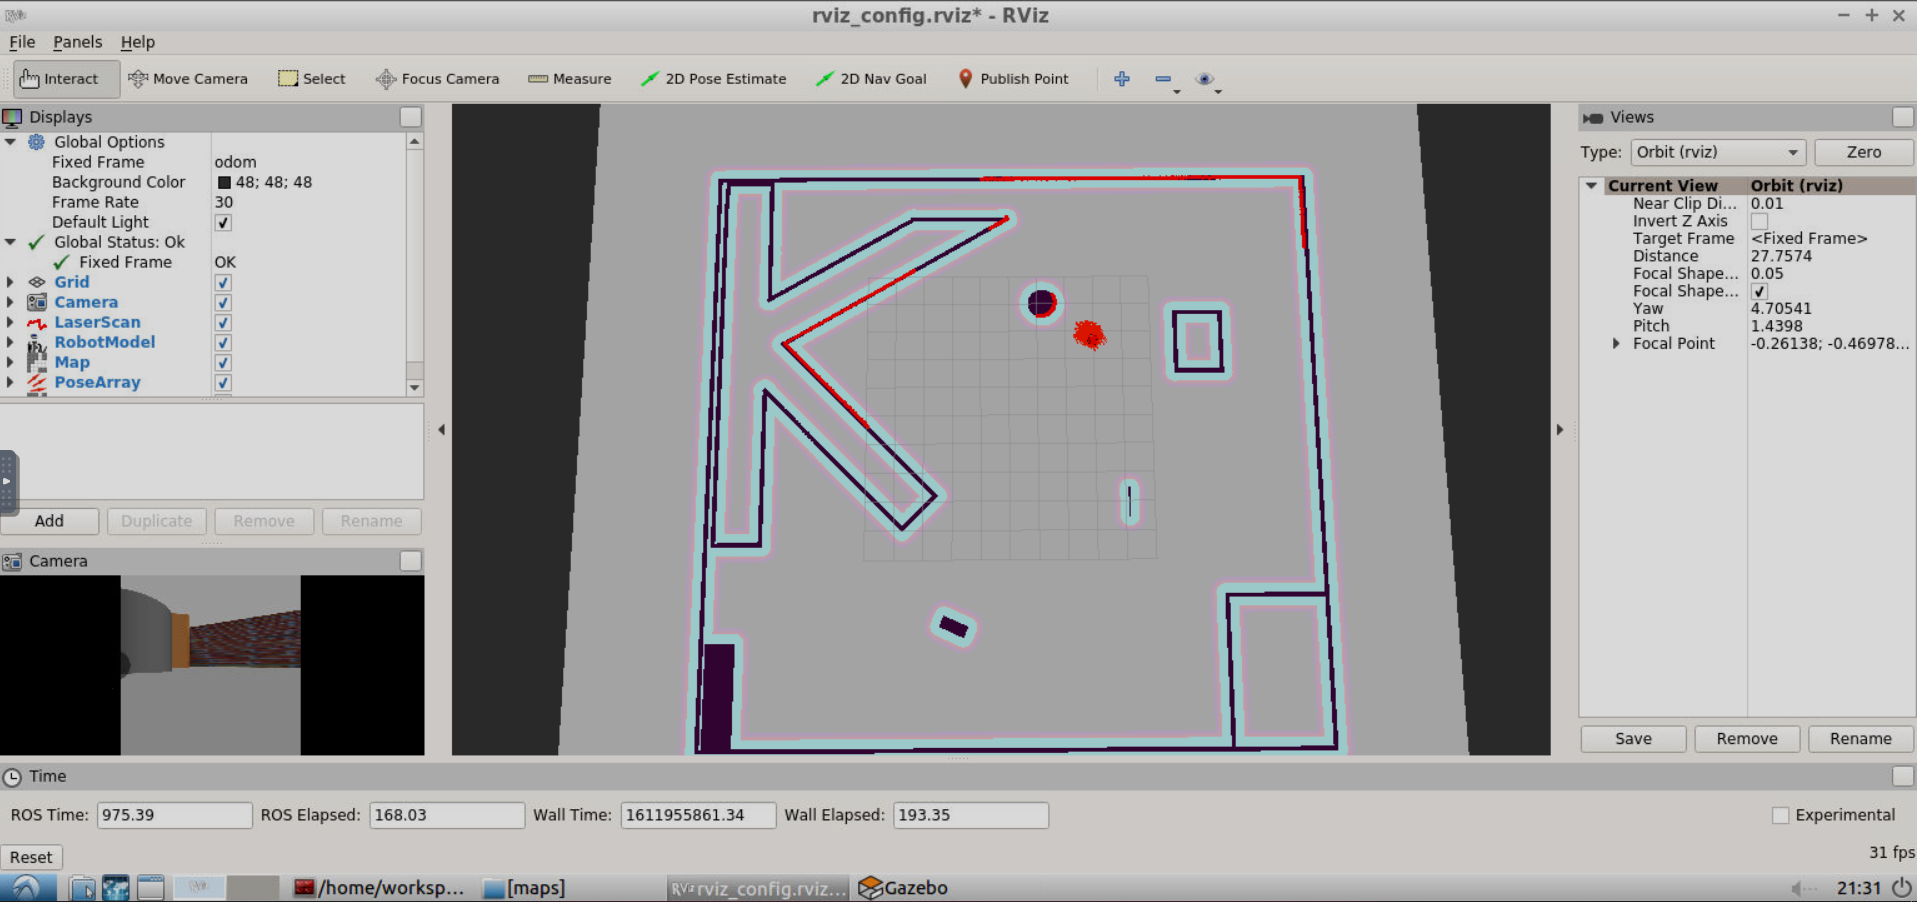 rviz_config.rviz* - RViz
File Panels Help
Interact Move Camera Select Focus Camera Measure 2D Pose Estimate 2D Nav Goal Publish Point
Displays
Global Options
Fixed Frame odom
Background Color 48; 48; 48
Frame Rate 30
Default Light
Global Status: Ok
Fixed Frame OK
Grid
Camera
LaserScan
RobotModel
Map
PoseArray
Add Duplicate Remove Rename
Camera
Views
Type: Orbit (rviz) Zero
Current View Orbit (rviz)
Near Clip Di... 0.01
Invert Z Axis
Target Frame <Fixed Frame>
Distance 27.7574
Focal Shape... 0.05
Focal Shape...
Yaw 4.70541
Pitch 1.4398
Focal Point -0.26138; -0.46978...
Save Remove Rename
Time
ROS Time: 975.39 ROS Elapsed: 168.03 Wall Time: 1611955861.34 Wall Elapsed: 193.35 Experimental
Reset 31 fps
/home/worksp... [maps] rviz_config.rviz... Gazebo 21:31